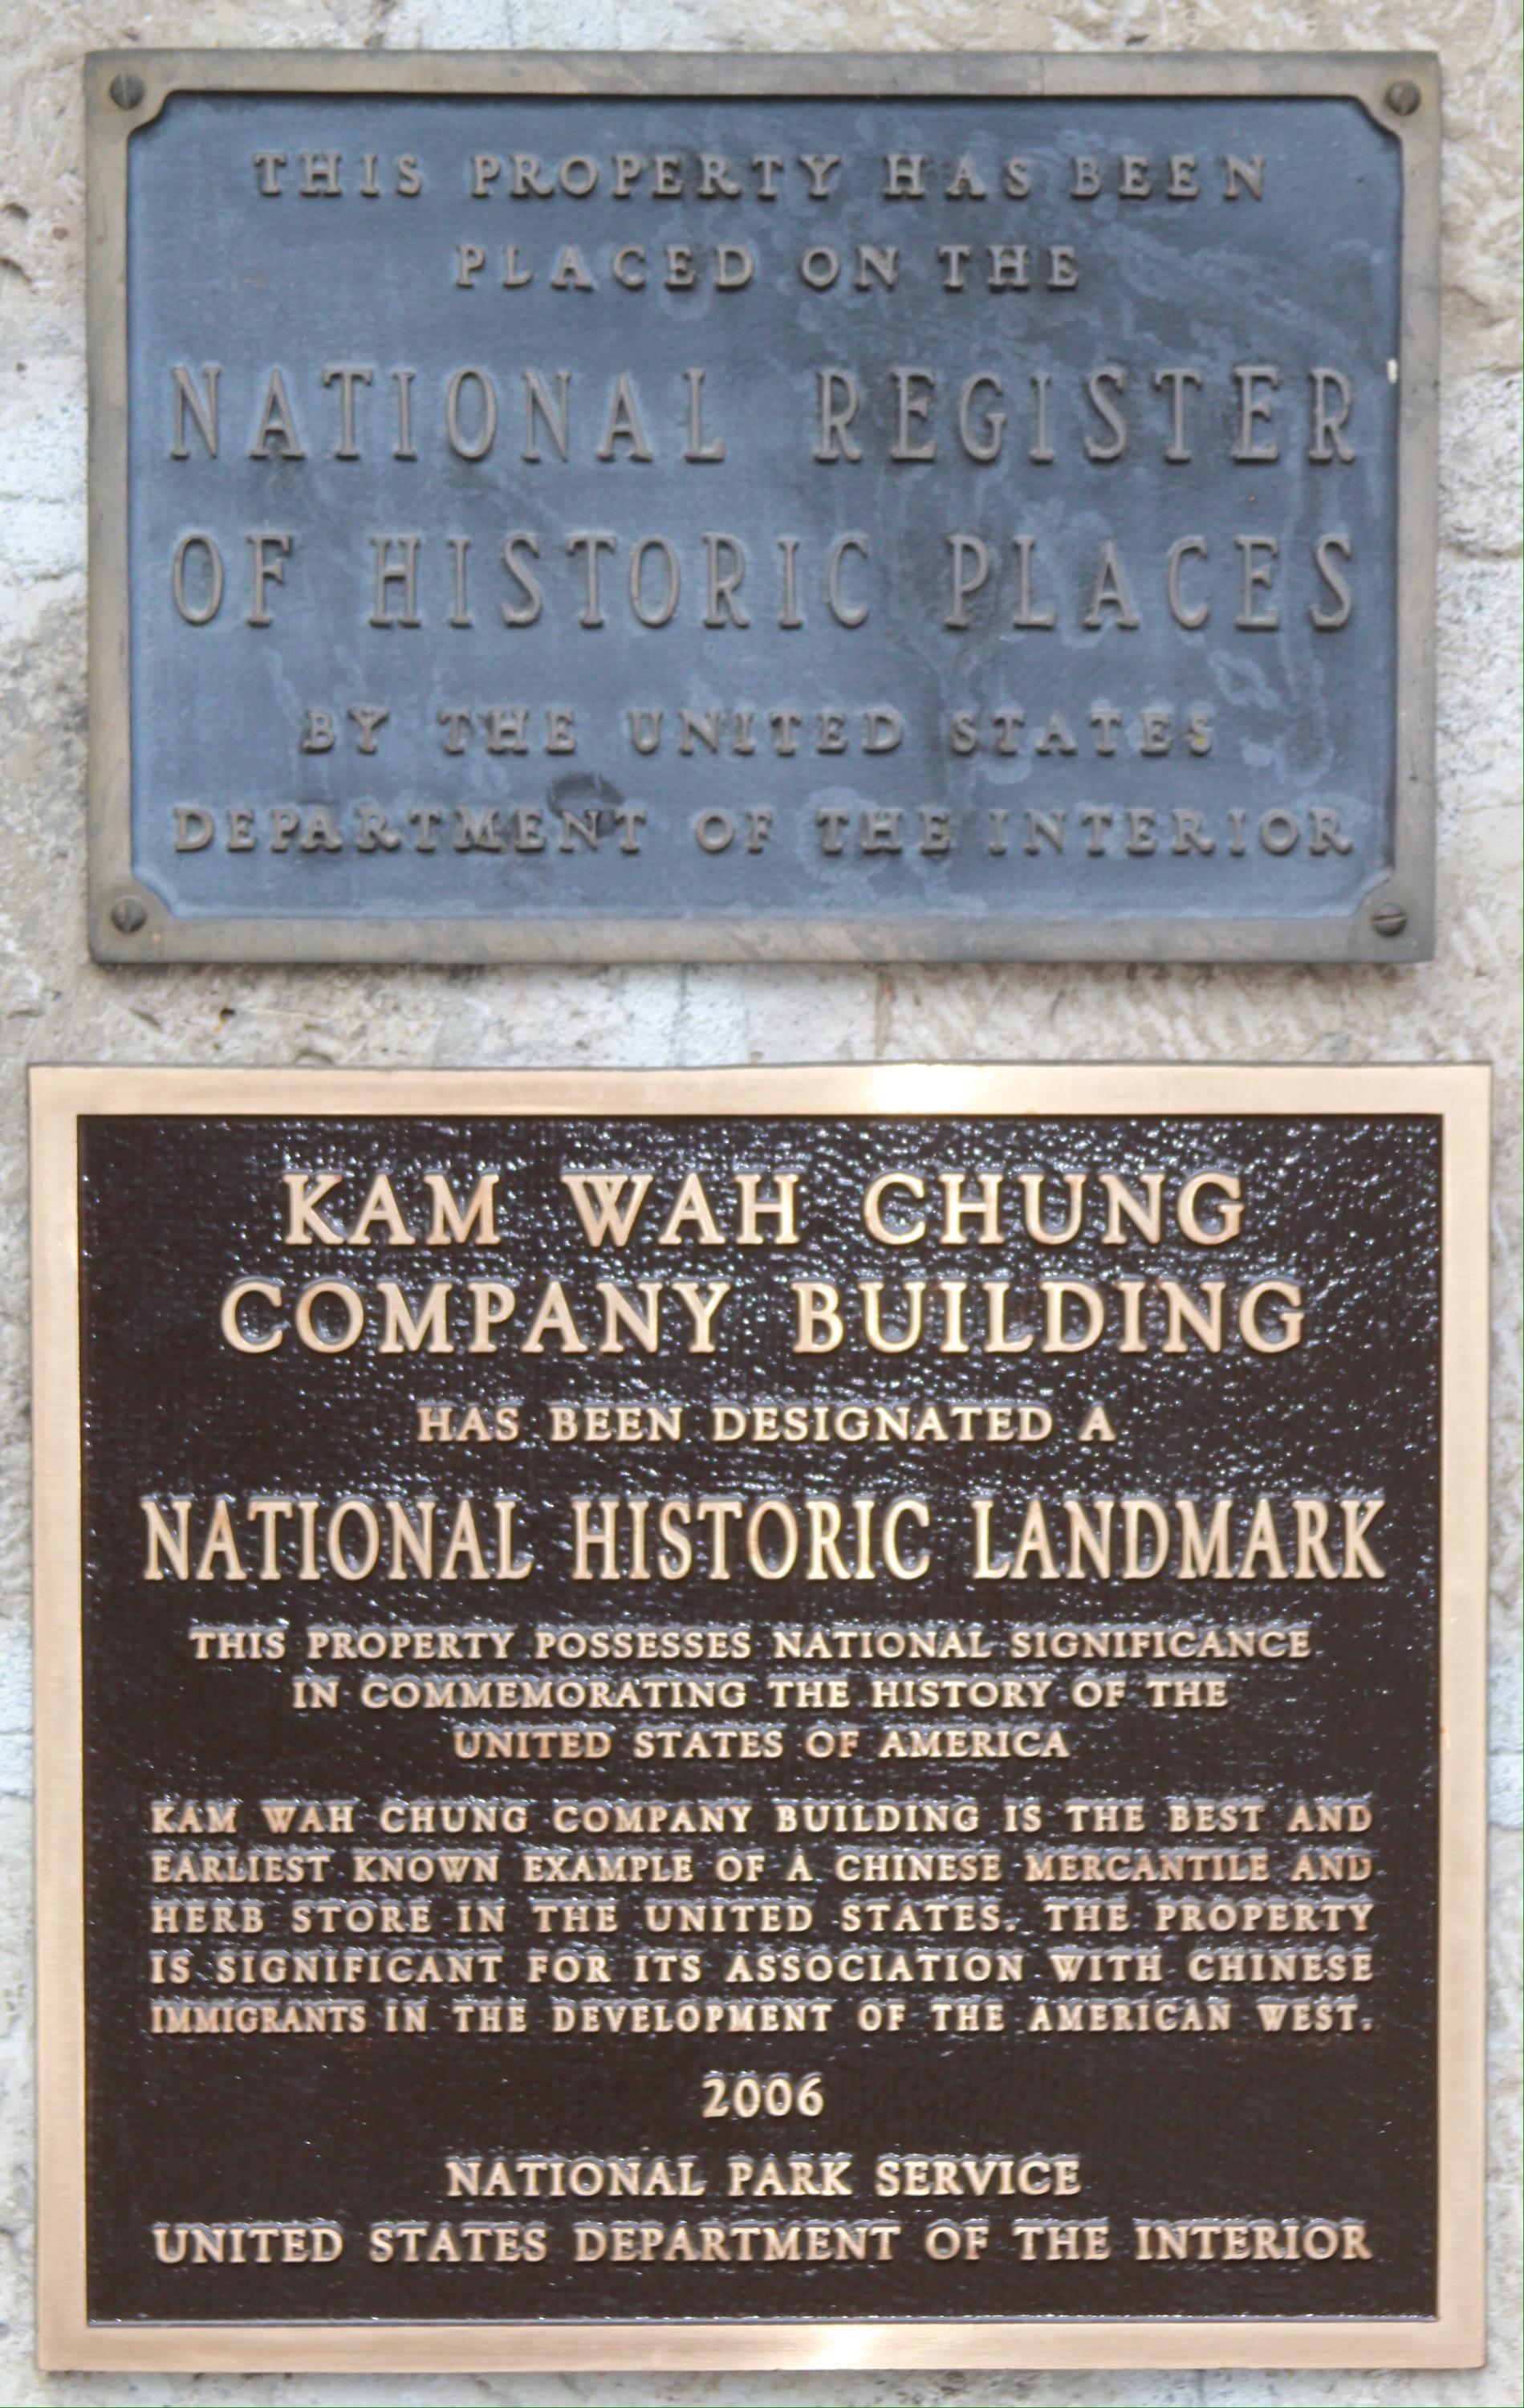 THIS PROPERTY HAS BEEN
PLACED ON THE
NATIONAL REGISTER
OF HISTORIC PLACES
BY THE UNITED STATES
DEPARTMENT OF THE INTERIOR
KAM WAH CHUNG
COMPANY BUILDING
HAS BEEN DESIGNATED A
NATIONAL HISTORIC LANDMARK
THIS PROPERTY POSSESSES NATIONAL SIGNIFICANCE
IN COMMEMORATING THE HISTORY OF THE
UNITED STATES OF AMERICA
KAM WAH CHUNG COMPANY BUILDING IS THE BEST AND
EARLIEST KNOWN EXAMPLE OF A CHINESE MERCANTILE AND
HERB STORE IN THE UNITED STATES. THE PROPERTY
IS SIGNIFICANT FOR ITS ASSOCIATION WITH CHINESE
IMMIGRANTS IN THE DEVELOPMENT OF THE AMERICAN WEST.
2006
NATIONAL PARK SERVICE
UNITED STATES DEPARTMENT OF THE INTERIOR